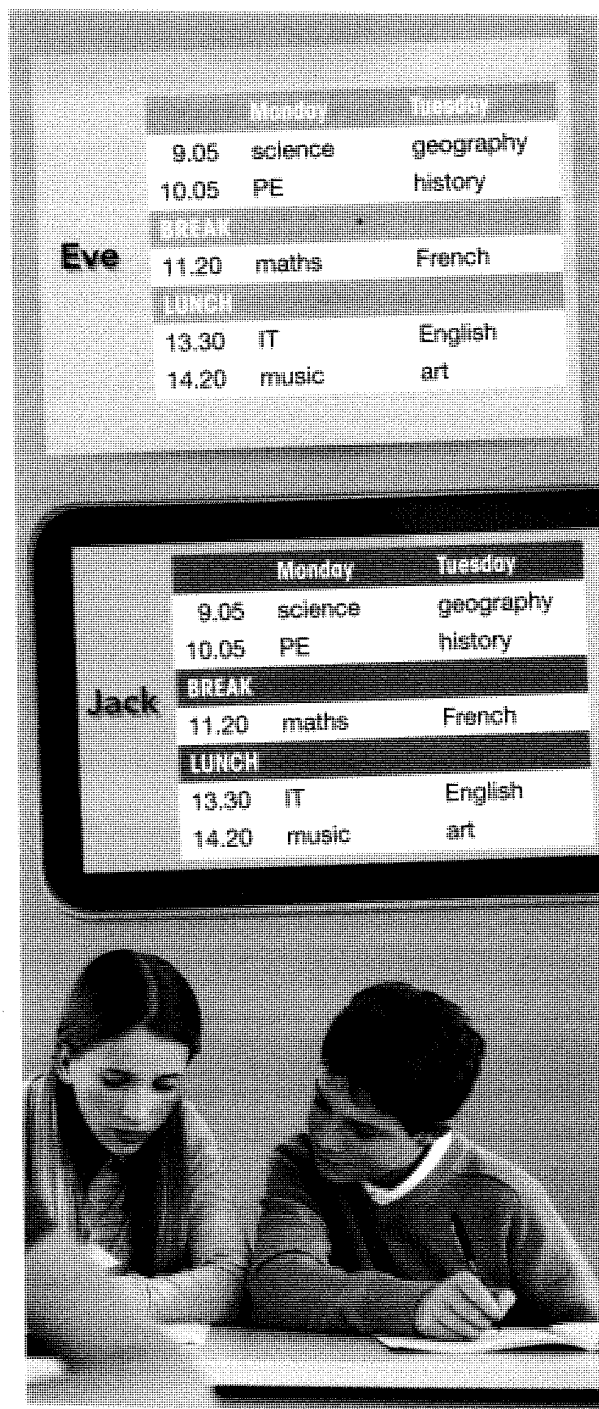 Monday Tuesday
9.05 science geography
10.05 PE history
BREAK
Eve
11.20 maths French
LUNCH
13.30 IT English
14.20 music art
Monday Tuesday
9.05 science geography
10.05 PE history
BREAK
Jack
11.20 maths French
LUNCH
13.30 IT English
14.20 music art